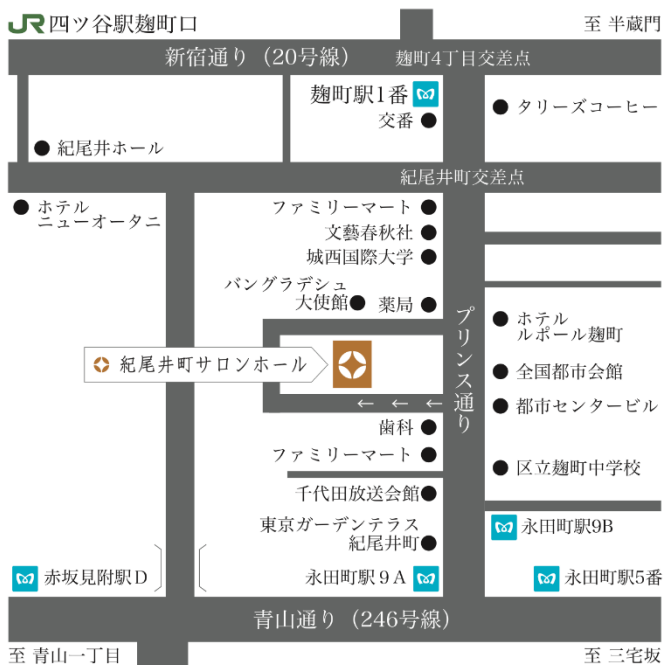 JR四ツ谷駅麹町口
至 半蔵門
新宿通り（20号線）
麹町4丁目交差点
麹町駅1番
交番
タリーズコーヒー
紀尾井ホール
紀尾井町交差点
ホテル
ニューオータニ
ファミリーマート
文藝春秋社
城西国際大学
バングラデシュ
大使館
薬局
プリンス通り
ホテル
ルポール麹町
紀尾井町サロンホール
全国都市会館
← ← ←
都市センタービル
歯科
ファミリーマート
区立麹町中学校
千代田放送会館
東京ガーデンテラス
紀尾井町
永田町駅9B
赤坂見附駅D
永田町駅9A
永田町駅5番
青山通り（246号線）
至 青山一丁目
至 三宅坂